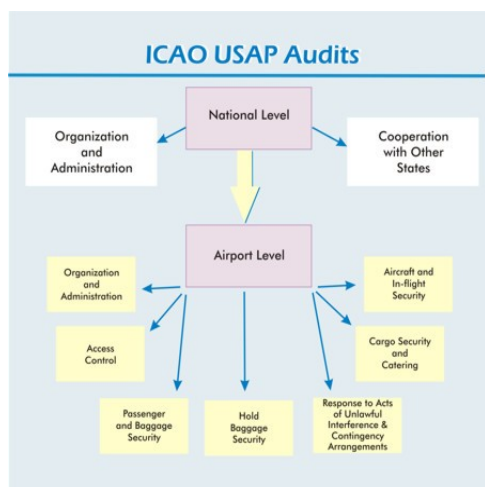 ICAO USAP Audits
National Level
Organization
and
Administration
Cooperation
with Other
States
Airport Level
Organization
and
Administration
Aircraft and
In-flight
Security
Access
Control
Cargo Security
and
Catering
Passenger
and Baggage
Security
Hold
Baggage
Security
Response to Acts
of Unlawful
Interference &
Contingency
Arrangements